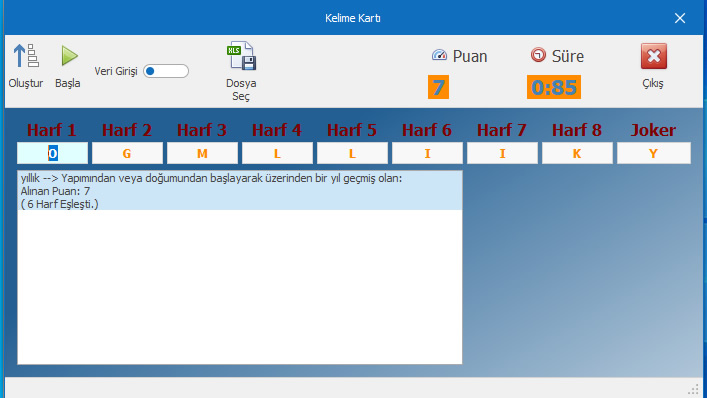 Kelime Kartı
Oluştur
Başla
Veri Girişi
XLS
Dosya
Seç
Puan
7
Süre
0:85
Çıkış
Harf 1 Harf 2 Harf 3 Harf 4 Harf 5 Harf 6 Harf 7 Harf 8 Joker
O G M L L I I K Y
yıllık --> Yapımından veya doğumundan başlayarak üzerinden bir yıl geçmiş olan:
Alınan Puan: 7
( 6 Harf Eşleşti.)